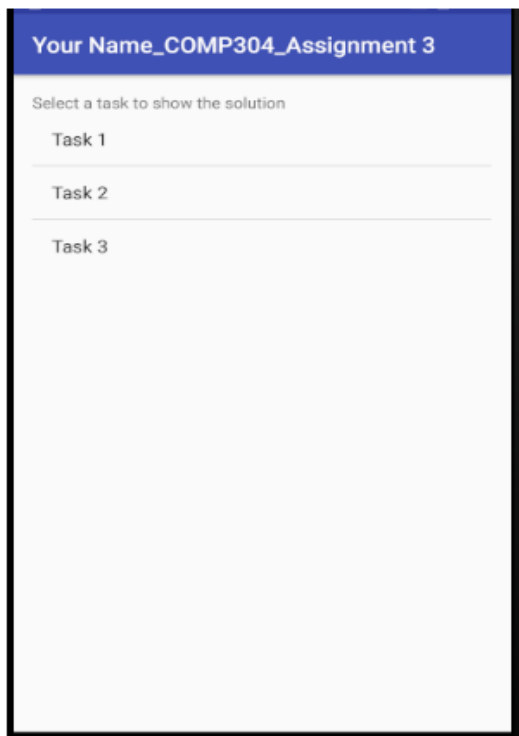 Your Name_COMP304_Assignment 3
Select a task to show the solution
Task 1
Task 2
Task 3